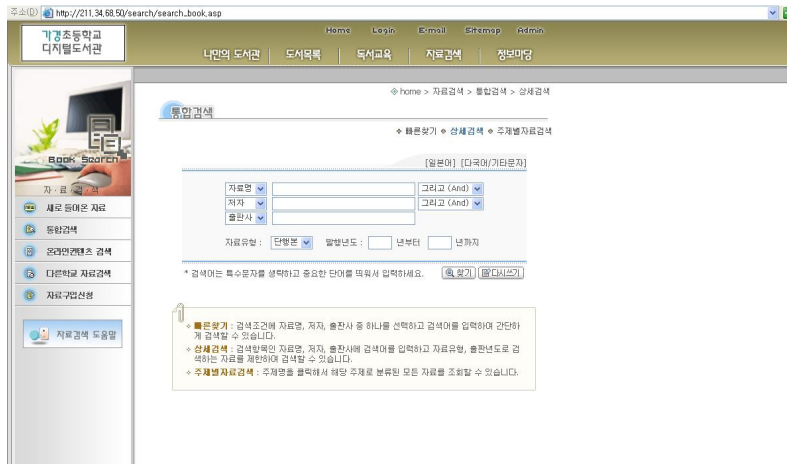 주소(D) http://211.34.68.50/search/search_book.asp
가경초등학교
디지털도서관
Home Login E-mail Sitemap Admin
나만의 도서관 도서목록 독서교육 자료검색 정보마당
home > 자료검색 > 통합검색 > 상세검색
통합검색
빠른찾기 상세검색 주제별자료검색
[일본어] [다국어/기타문자]
Book Search
자·료·검·색
새로 들어온 자료
통합검색
온라인컨텐츠 검색
다른학교 자료검색
자료구입신청
자료검색 도움말
자료명 그리고 (And)
저자 그리고 (And)
출판사
자료유형 : 단행본 발행년도 : 년부터 년까지
* 검색어는 특수문자를 생략하고 중요한 단어를 띄워서 입력하세요. 찾기 다시쓰기
빠른찾기 : 검색조건에 자료명, 저자, 출판사 중 하나를 선택하고 검색어를 입력하여 간단하
게 검색할 수 있습니다.
상세검색 : 검색항목인 자료명, 저자, 출판사에 검색어를 입력하고 자료유형, 출판년도로 검
색하는 자료를 제한하여 검색할 수 있습니다.
주제별자료검색 : 주제명을 클릭해서 해당 주제로 분류된 모든 자료를 조회할 수 있습니다.